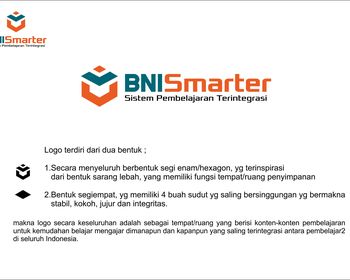 NISmarter
Pembelajaran Terintegrasi
BNISmarter
Sistem Pembelajaran Terintegrasi
Logo terdiri dari dua bentuk ;
1.Secara menyeluruh berbentuk segi enam/hexagon, yg terinspirasi
dari bentuk sarang lebah, yang memiliki fungsi tempat/ruang penyimpanan
2.Bentuk segiempat, yg memiliki 4 buah sudut yg saling bersinggungan yg bermakna
stabil, kokoh, jujur dan integritas.
makna logo secara keseluruhan adalah sebagai tempat/ruang yang berisi konten-konten pembelajaran
untuk kemudahan belajar mengajar dimanapun dan kapanpun yang saling terintegrasi antara pembelajar2
di seluruh Indonesia.